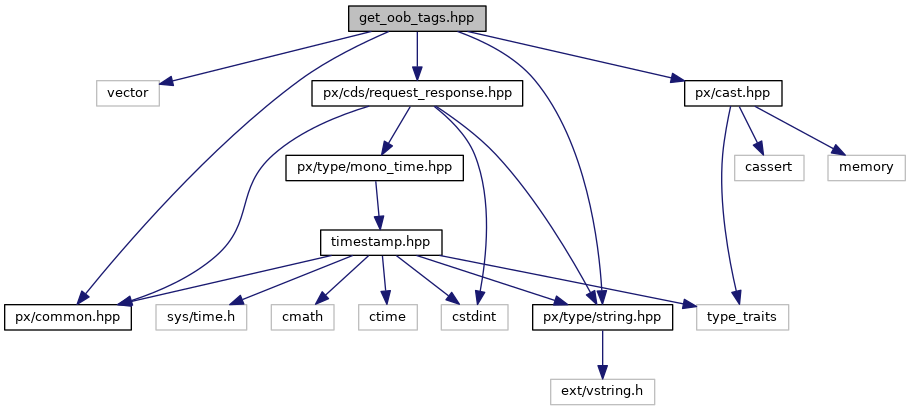 get_oob_tags.hpp
vector
px/cds/request_response.hpp
px/cast.hpp
px/type/mono_time.hpp
cassert
memory
timestamp.hpp
px/common.hpp
sys/time.h
cmath
ctime
cstdint
px/type/string.hpp
type_traits
ext/vstring.h